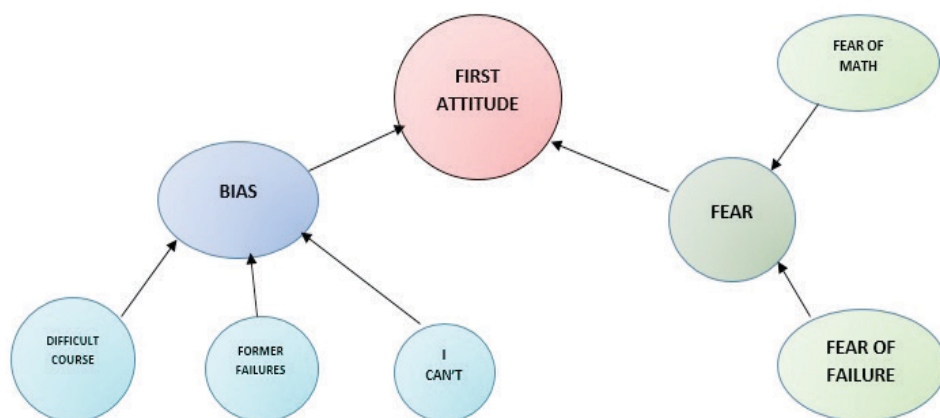 FIRST
ATTITUDE
FEAR OF
MATH
BIAS
FEAR
DIFFICULT
COURSE
FORMER
FAILURES
I
CAN'T
FEAR OF
FAILURE